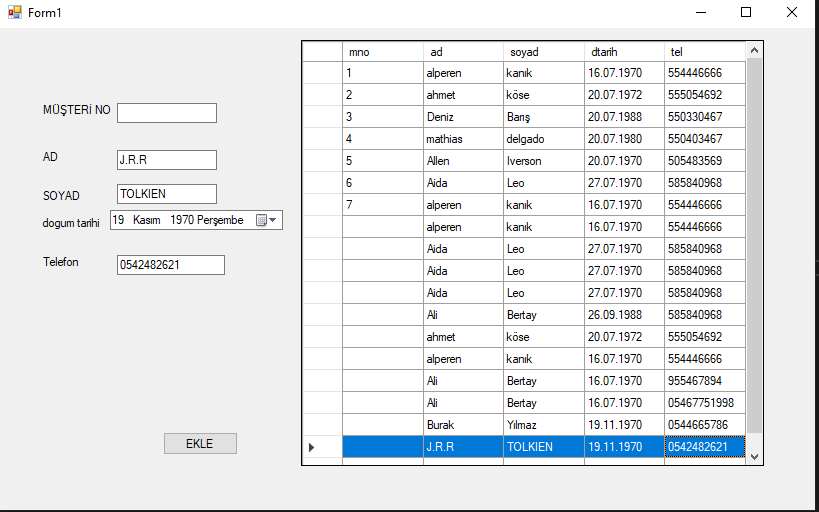 Form1
MÜŞTERİ NO
AD J.R.R
SOYAD TOLKIEN
dogum tarihi 19 Kasım 1970 Perşembe
Telefon 0542482621
EKLE
mno ad soyad dtarih tel
1 alperen kanık 16.07.1970 554446666
2 ahmet köse 20.07.1972 555054692
3 Deniz Barış 20.07.1988 550330467
4 mathias delgado 20.07.1980 550403467
5 Allen Iverson 20.07.1970 505483569
6 Aida Leo 27.07.1970 585840968
7 alperen kanık 16.07.1970 554446666
alperen kanık 16.07.1970 554446666
Aida Leo 27.07.1970 585840968
Aida Leo 27.07.1970 585840968
Aida Leo 27.07.1970 585840968
Ali Bertay 26.09.1988 585840968
ahmet köse 20.07.1972 555054692
alperen kanık 16.07.1970 554446666
Ali Bertay 16.07.1970 955467894
Ali Bertay 16.07.1970 05467751998
Burak Yılmaz 19.11.1970 0544665786
J.R.R TOLKIEN 19.11.1970 0542482621